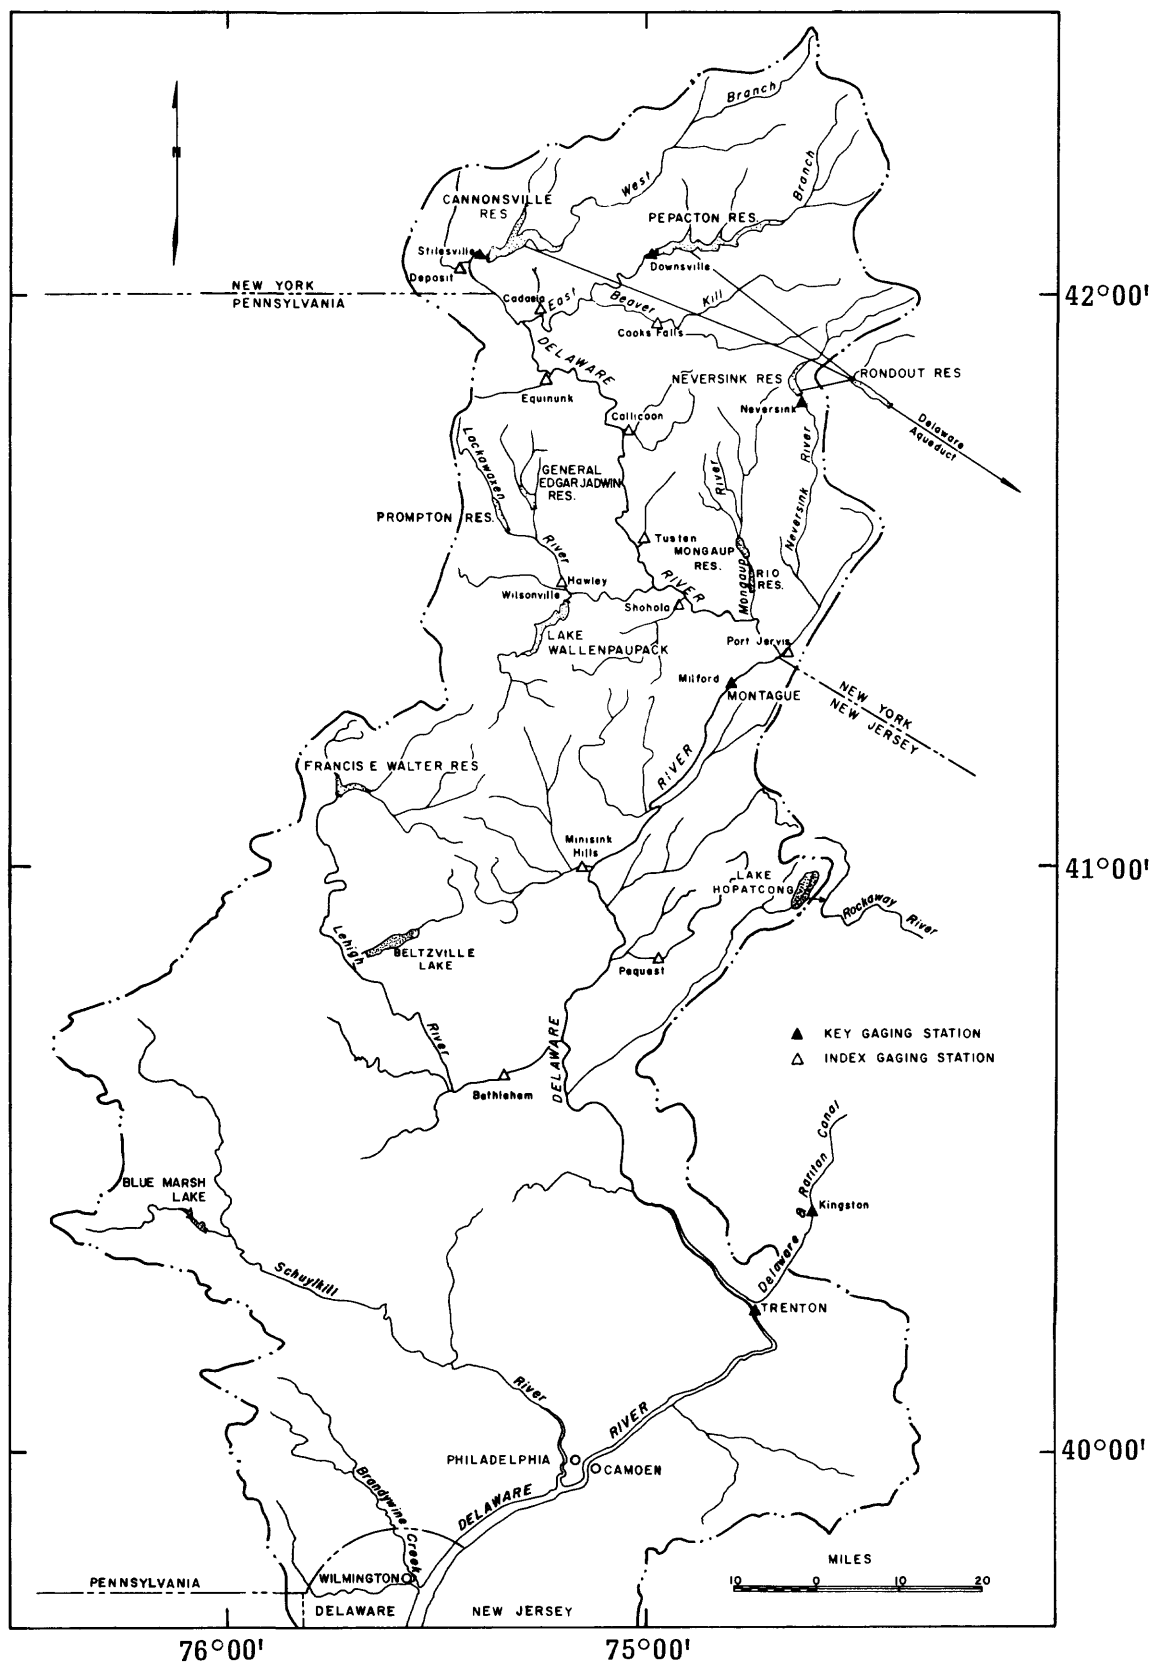 Branch
West
Branch
CANNONSVILLE
RES
PEPACTON RES.
Stilesville
Deposit
Downsville
N
NEW YORK
PENNSYLVANIA
42°00'
Cadosia
East
Beaver
Kill
Cooks Falls
DELAWARE
NEVERSINK RES
RONDOUT RES
Equinunk
Neversink
Callicoon
Delaware
Aqueduct
Lackawaxen
GENERAL
EDGAR JADWIN
RES.
River
River
Neversink
PROMPTON RES.
River
Tusten
MONGAUP
RES.
RIO
RES.
Mongaup
Hawley
Wilsonville
RIVER
Shohola
LAKE
WALLENPAUPACK
Port Jervis
Milford
MONTAGUE
NEW YORK
NEW JERSEY
RIVER
FRANCIS E WALTER RES
Minisink
Hills
41°00'
LAKE
HOPATCONG
Rockaway River
Lehigh
BELTZVILLE
LAKE
Pequest
River
DELAWARE
KEY GAGING STATION
INDEX GAGING STATION
Bethlehem
Delaware & Raritan Canal
Kingston
BLUE MARSH
LAKE
Schuylkill
TRENTON
River
RIVER
40°00'
PHILADELPHIA
CAMDEN
DELAWARE
Brandywine Creek
MILES
10 0 10 20
PENNSYLVANIA
WILMINGTON
DELAWARE
NEW JERSEY
76°00'
75°00'